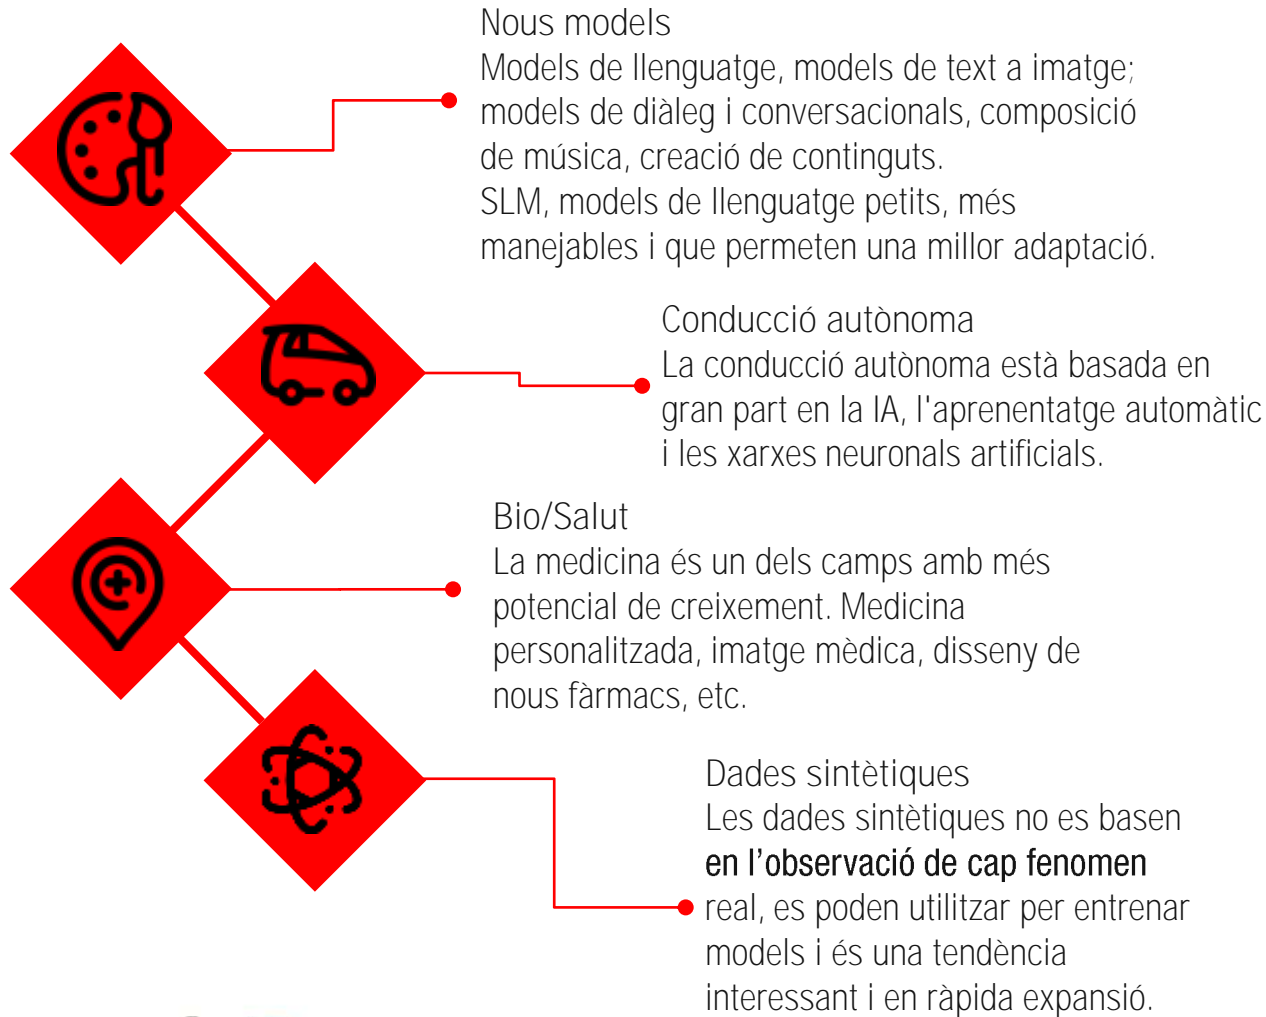 Nous models
Models de llenguatge, models de text a imatge;
models de diàleg i conversacionals, composició
de música, creació de continguts.
SLM, models de llenguatge petits, més
manejables i que permeten una millor adaptació.
Conducció autònoma
La conducció autònoma està basada en
gran part en la IA, l'aprenentatge automàtic
i les xarxes neuronals artificials.
Bio/Salut
La medicina és un dels camps amb més
potencial de creixement. Medicina
personalitzada, imatge mèdica, disseny de
nous fàrmacs, etc.
Dades sintètiques
Les dades sintètiques no es basen
en l’observació de cap fenomen
real, es poden utilitzar per entrenar
models i és una tendència
interessant i en ràpida expansió.